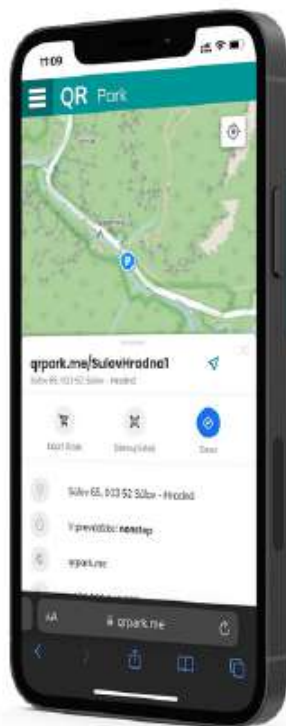 11:09
QR Park
P
qrpark.me/SulovHradna1
Súľov 65, 013 52 Súľov - Hradná
Súľov 65, 013 52 Súľov - Hradná
V prevádzke: nonstop
qrpark.me
AA qrpark.me